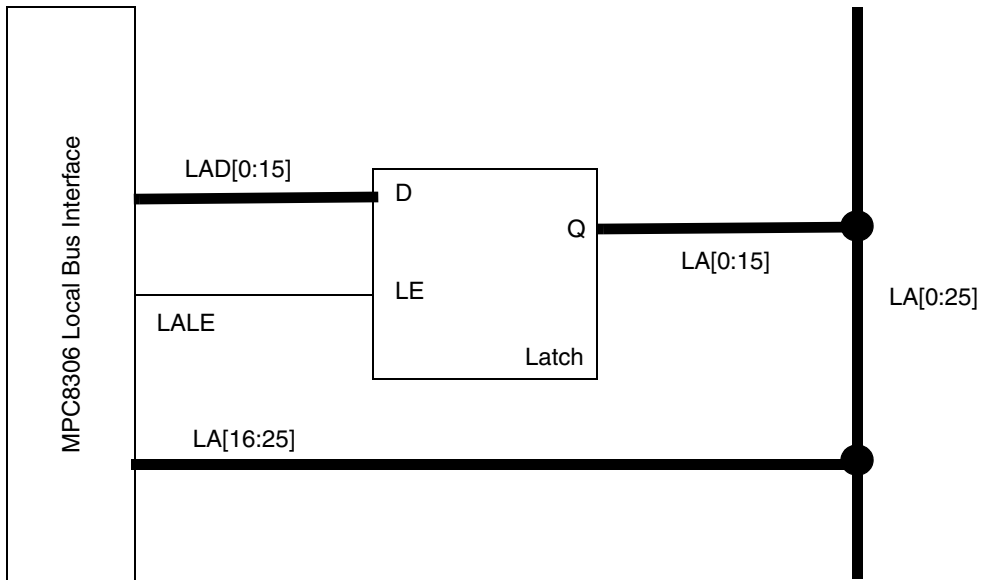 MPC8306 Local Bus Interface
LAD[0:15]
D
Q
LA[0:15]
LE
LALE
LA[0:25]
Latch
LA[16:25]